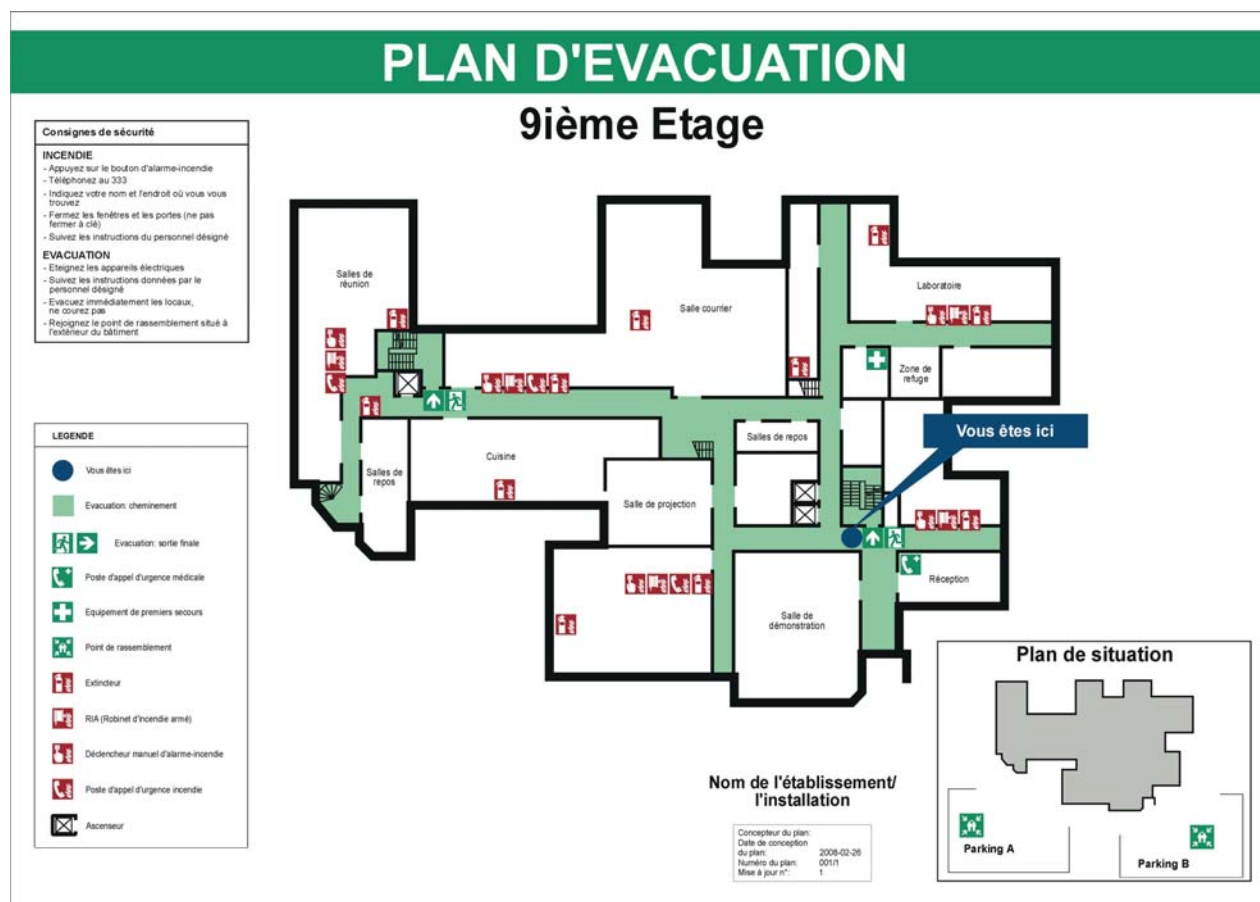 PLAN D'EVACUATION
9ième Etage
Consignes de sécurité
INCENDIE
- Appuyez sur le bouton d'alarme-incendie
- Téléphonez au 333
- Indiquez votre nom et l'endroit où vous vous
trouvez
- Fermez les fenêtres et les portes (ne pas
fermer à clé)
- Suivez les instructions du personnel désigné
EVACUATION
- Eteignez les appareils électriques
- Suivez les instructions données par le
personnel désigné
- Evacuez immédiatement les locaux,
ne courez pas
- Rejoignez le point de rassemblement situé à
l'extérieur du bâtiment
LEGENDE
Vous êtes ici
Evacuation: cheminement
Evacuation: sortie finale
Poste d'appel d'urgence médicale
Equipement de premiers secours
Point de rassemblement
Extincteur
RIA (Robinet d'incendie armé)
Déclencheur manuel d'alarme-incendie
Poste d'appel d'urgence incendie
Ascenseur
Salles de
réunion
Salle courrier
Laboratoire
Zone de
refuge
Vous êtes ici
Salles de repos
Cuisine
Salles de
repos
Salle de projection
Réception
Salle de
démonstration
Plan de situation
Parking A
Parking B
Nom de l'établissement/
l'installation
Concepteur du plan:
Date de conception
du plan: 2008-02-26
Numéro du plan: 001/1
Mise à jour n°: 1